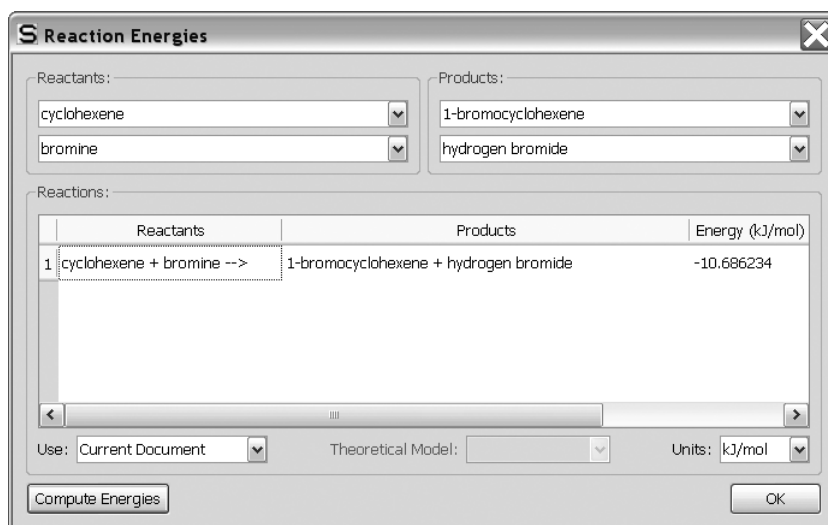 S Reaction Energies
Reactants: Products:
cyclohexene 1-bromocyclohexene
bromine hydrogen bromide
Reactions:
Reactants Products Energy (kJ/mol)
1 cyclohexene + bromine --> 1-bromocyclohexene + hydrogen bromide -10.686234
Use: Current Document Theoretical Model: Units: kJ/mol
Compute Energies OK